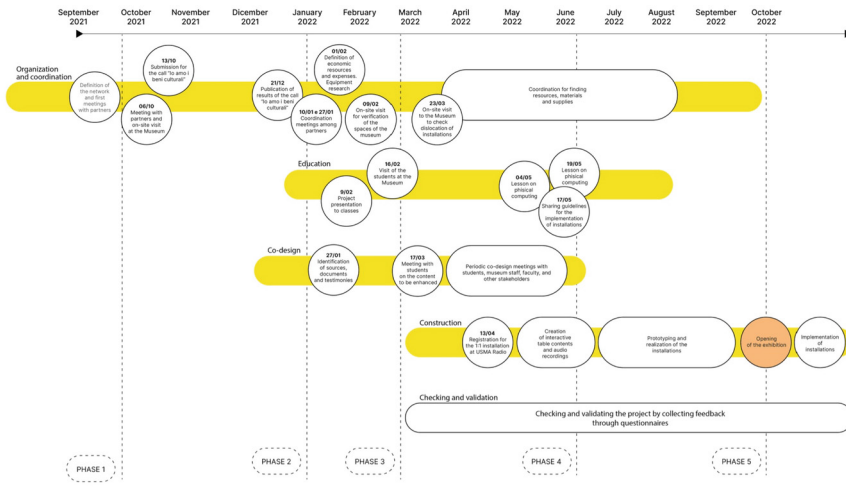 September
2021
October
2021
November
2021
Dicember
2021
January
2022
February
2022
March
2022
April
2022
May
2022
June
2022
July
2022
August
2022
September
2022
October
2022
Organization
and coordination
Definition of
the network and
first meetings
with partners
06/10
Meeting with
partners and
on-site visit
at the Museum
13/10
Submission for
the call "Io amo i
beni culturali"
21/12
Publication of
results of the call
"Io amo i beni
culturali"
10/01 e 27/01
Coordination
meetings among
partners
01/02
Definition of
economic
resources
and expenses.
Equipment
research
09/02
On-site visit
for verification of
the spaces of the
museum
23/03
On-site visit
to the Museum
to check
dislocation of
installations
Coordination for finding
resources, materials
and supplies
Education
9/02
Project
presentation
to classes
16/02
Visit of the
students at the
Museum
04/05
Lesson on
phisical
computing
19/05
Lesson on
phisical
computing
17/05
Sharing guidelines
for the
implementation
of installations
Co-design
27/01
Identification
of sources,
documents
and testimonies
17/03
Meeting with
students
on the content
to be enhanced
Periodic co-design meetings with
students, museum staff, faculty, and
other stakeholders
Construction
13/04
Registration for
the 1:1 installation
at USMA Radio
Creation
of interactive
table contents
and audio
recordings
Prototyping and
realization of the
installations
Opening
of the exhibition
Implementation
of
installations
Checking and validation
Checking and validating the project by collecting feedback
through questionnaires
PHASE 1
PHASE 2
PHASE 3
PHASE 4
PHASE 5